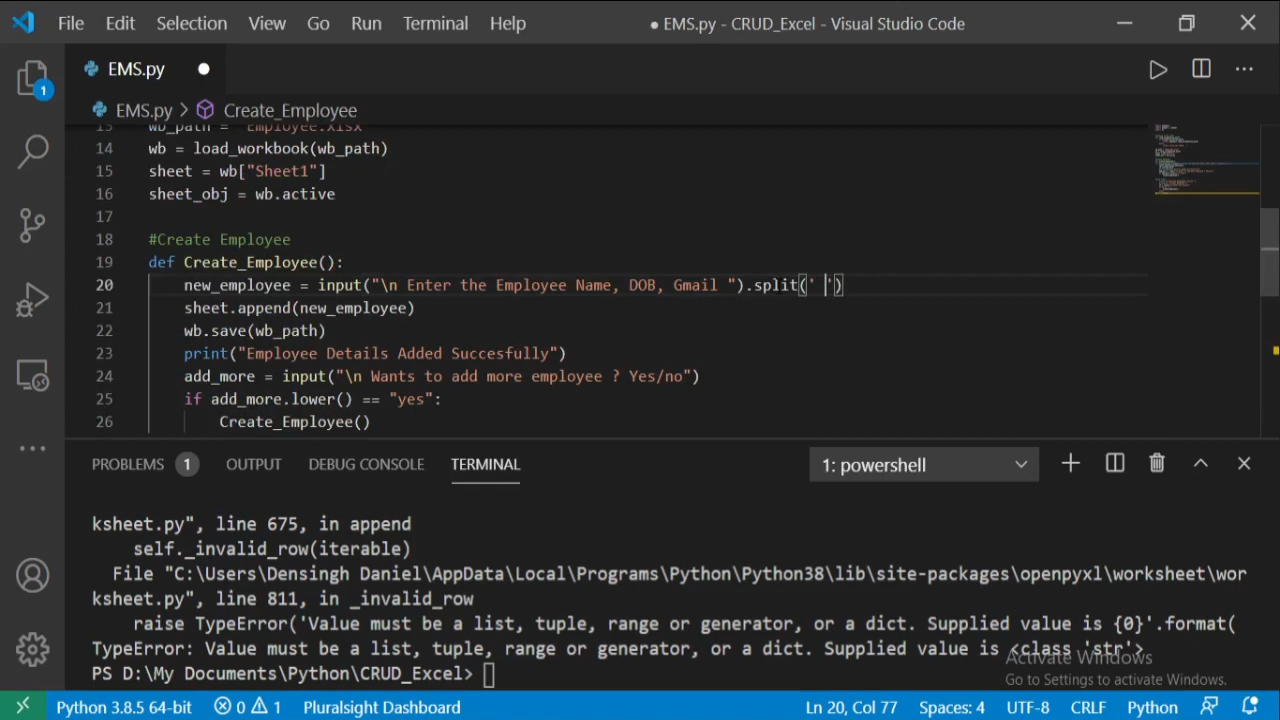 File Edit Selection View Go Run Terminal Help ● EMS.py - CRUD_Excel - Visual Studio Code
EMS.py
EMS.py > Create_Employee
13 wb_path = "Employee.xlsx"
14 wb = load_workbook(wb_path)
15 sheet = wb["Sheet1"]
16 sheet_obj = wb.active
17
18 #Create Employee
19 def Create_Employee():
20 new_employee = input("\n Enter the Employee Name, DOB, Gmail ").split(' ')
21 sheet.append(new_employee)
22 wb.save(wb_path)
23 print("Employee Details Added Succesfully")
24 add_more = input("\n Wants to add more employee ? Yes/no")
25 if add_more.lower() == "yes":
26 Create_Employee()
PROBLEMS 1 OUTPUT DEBUG CONSOLE TERMINAL 1: powershell
ksheet.py", line 675, in append
self._invalid_row(iterable)
File "C:\Users\Densingh Daniel\AppData\Local\Programs\Python\Python38\lib\site-packages\openpyxl\worksheet\wor
ksheet.py", line 811, in _invalid_row
raise TypeError('Value must be a list, tuple, range or generator, or a dict. Supplied value is {0}'.format(
TypeError: Value must be a list, tuple, range or generator, or a dict. Supplied value is <class 'str'>
Activate Windows
PS D:\My Documents\Python\CRUD_Excel>
Go to Settings to activate Windows.
Python 3.8.5 64-bit 0 1 Pluralsight Dashboard Ln 20, Col 77 Spaces: 4 UTF-8 CRLF Python
1